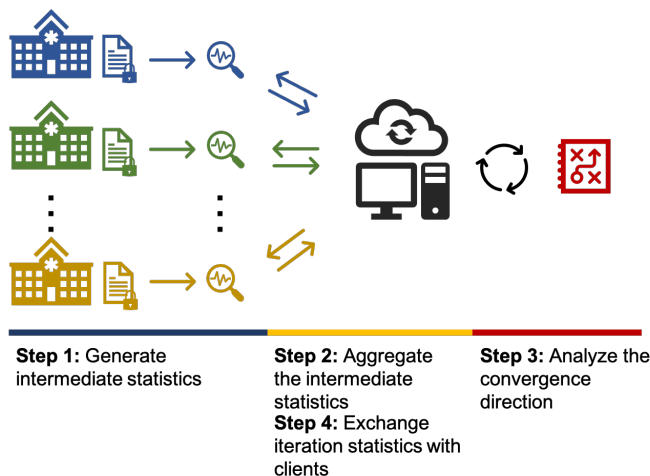 Step 1: Generate
intermediate statistics
Step 2: Aggregate
the intermediate
statistics
Step 4: Exchange
iteration statistics with
clients
Step 3: Analyze the
convergence
direction